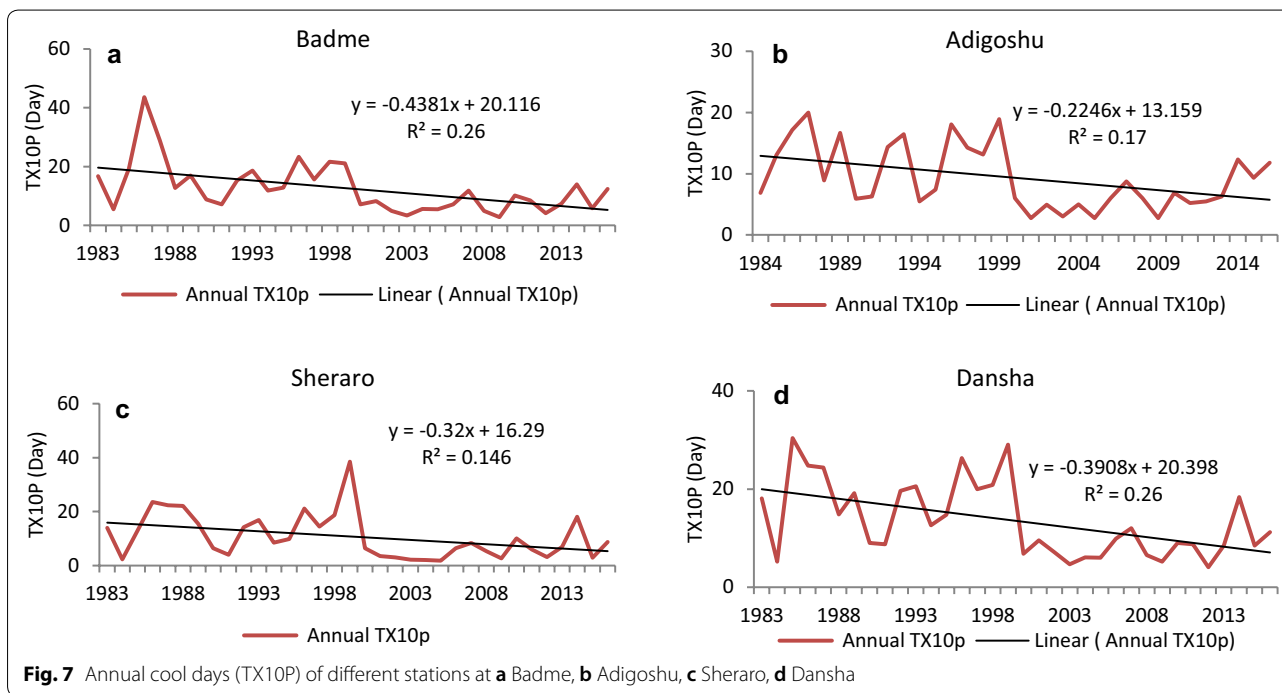 a
Badme
60
40
20
0
TX10P (Day)
y = -0.4381x + 20.116
R² = 0.26
1983 1988 1993 1998 2003 2008 2013
Annual TX10p Linear ( Annual TX10p)
b
Adigoshu
30
20
10
0
TX10P (Day)
y = -0.2246x + 13.159
R² = 0.17
1984 1989 1994 1999 2004 2009 2014
Annual TX10p Linear ( Annual TX10p)
Sheraro
c
60
40
20
0
TX10P (Day)
y = -0.32x + 16.29
R² = 0.146
1983 1988 1993 1998 2003 2008 2013
Annual TX10p
Dansha
d
40
20
0
TX10P (Day)
y = -0.3908x + 20.398
R² = 0.26
1983 1988 1993 1998 2003 2008 2013
Annual TX10p Linear ( Annual TX10p)
Fig. 7 Annual cool days (TX10P) of different stations at a Badme, b Adigoshu, c Sheraro, d Dansha